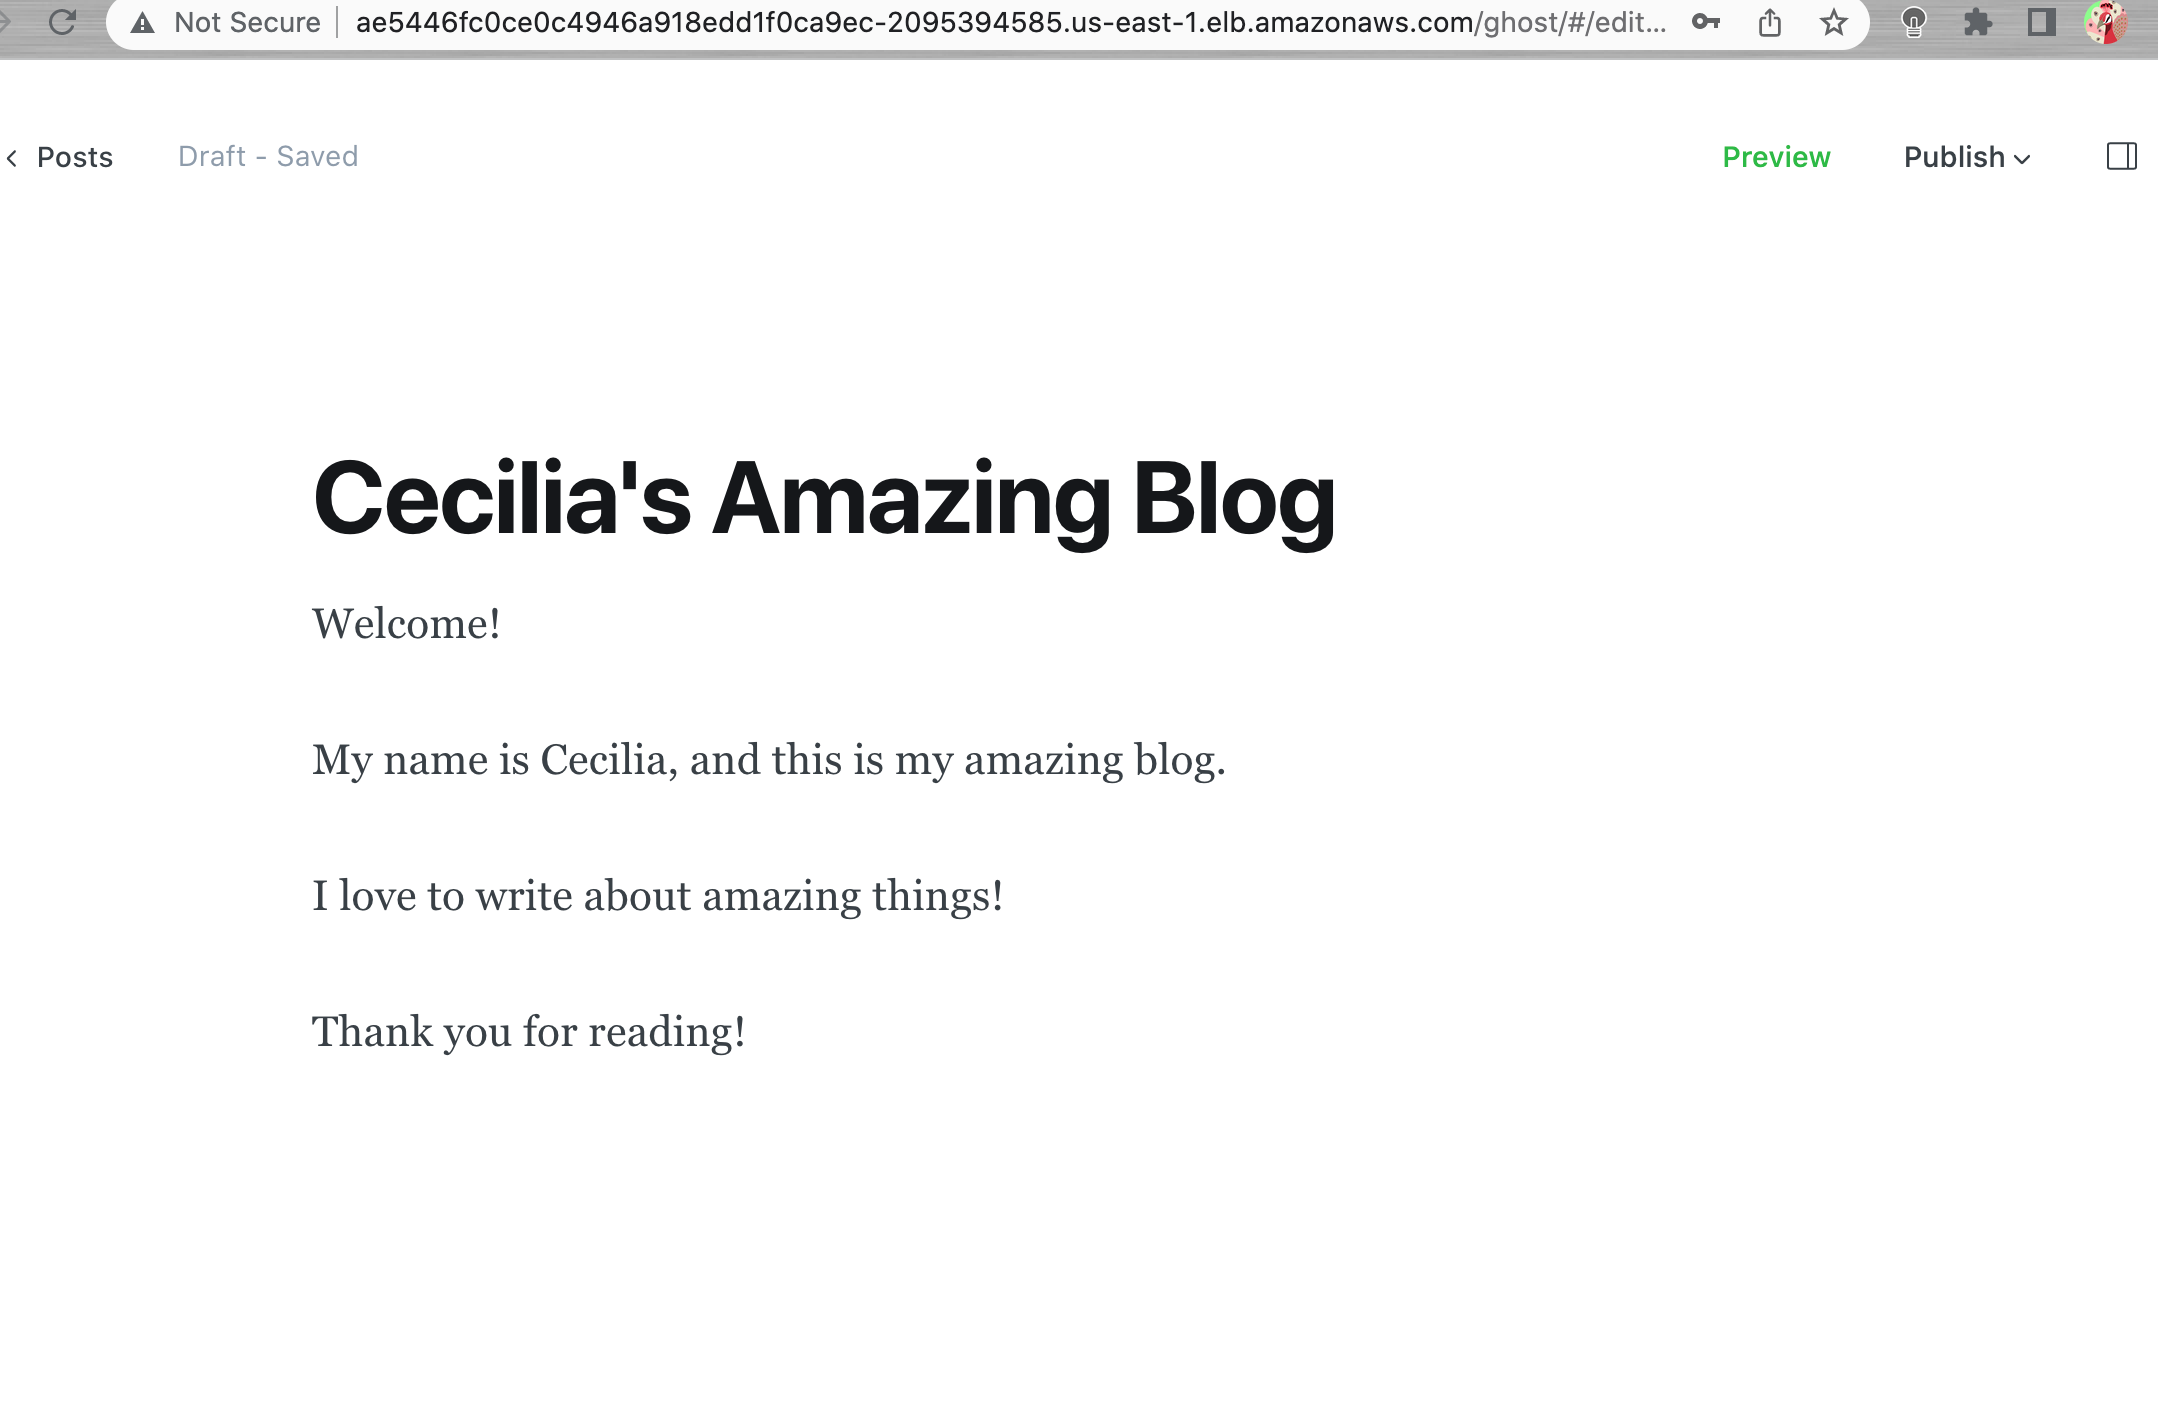 Not Secure ae5446fc0ce0c4946a918edd1f0ca9ec-2095394585.us-east-1.elb.amazonaws.com/ghost/#/edit...
Posts Draft - Saved Preview Publish
Cecilia's Amazing Blog
Welcome!
My name is Cecilia, and this is my amazing blog.
I love to write about amazing things!
Thank you for reading!